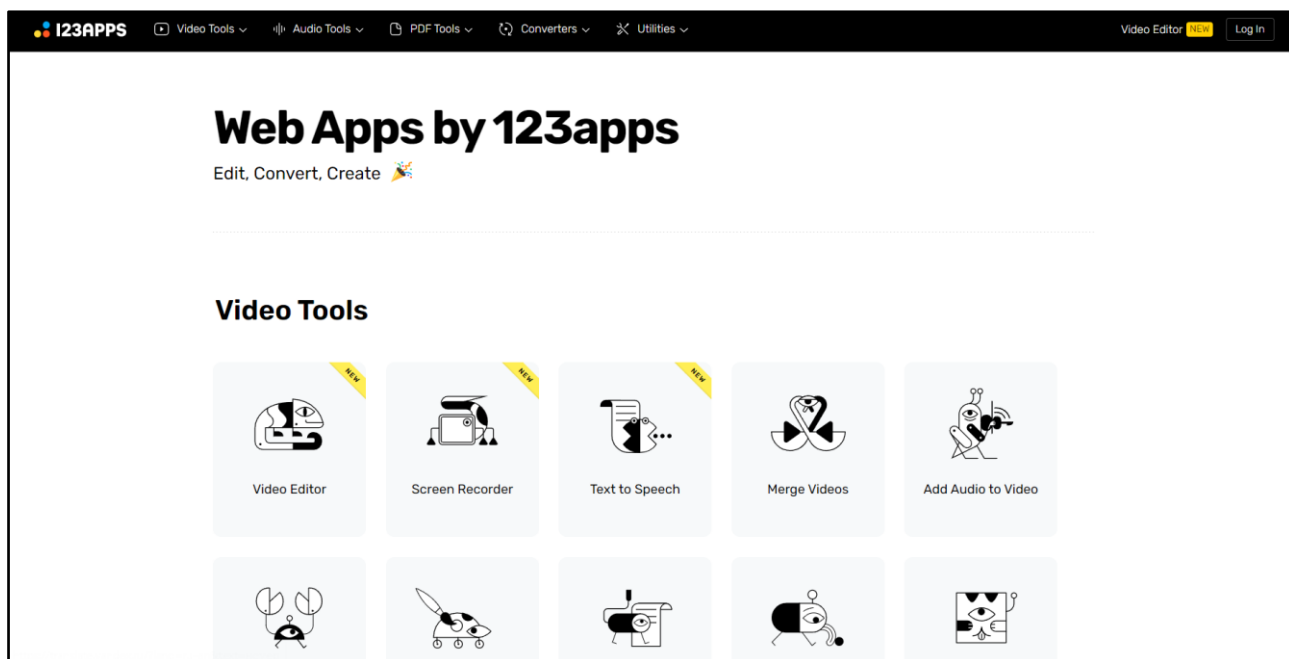 123APPS Video Tools Audio Tools PDF Tools Converters Utilities Video Editor NEW Log In
Web Apps by 123apps
Edit, Convert, Create
Video Tools
NEW NEW NEW
Video Editor Screen Recorder Text to Speech Merge Videos Add Audio to Video